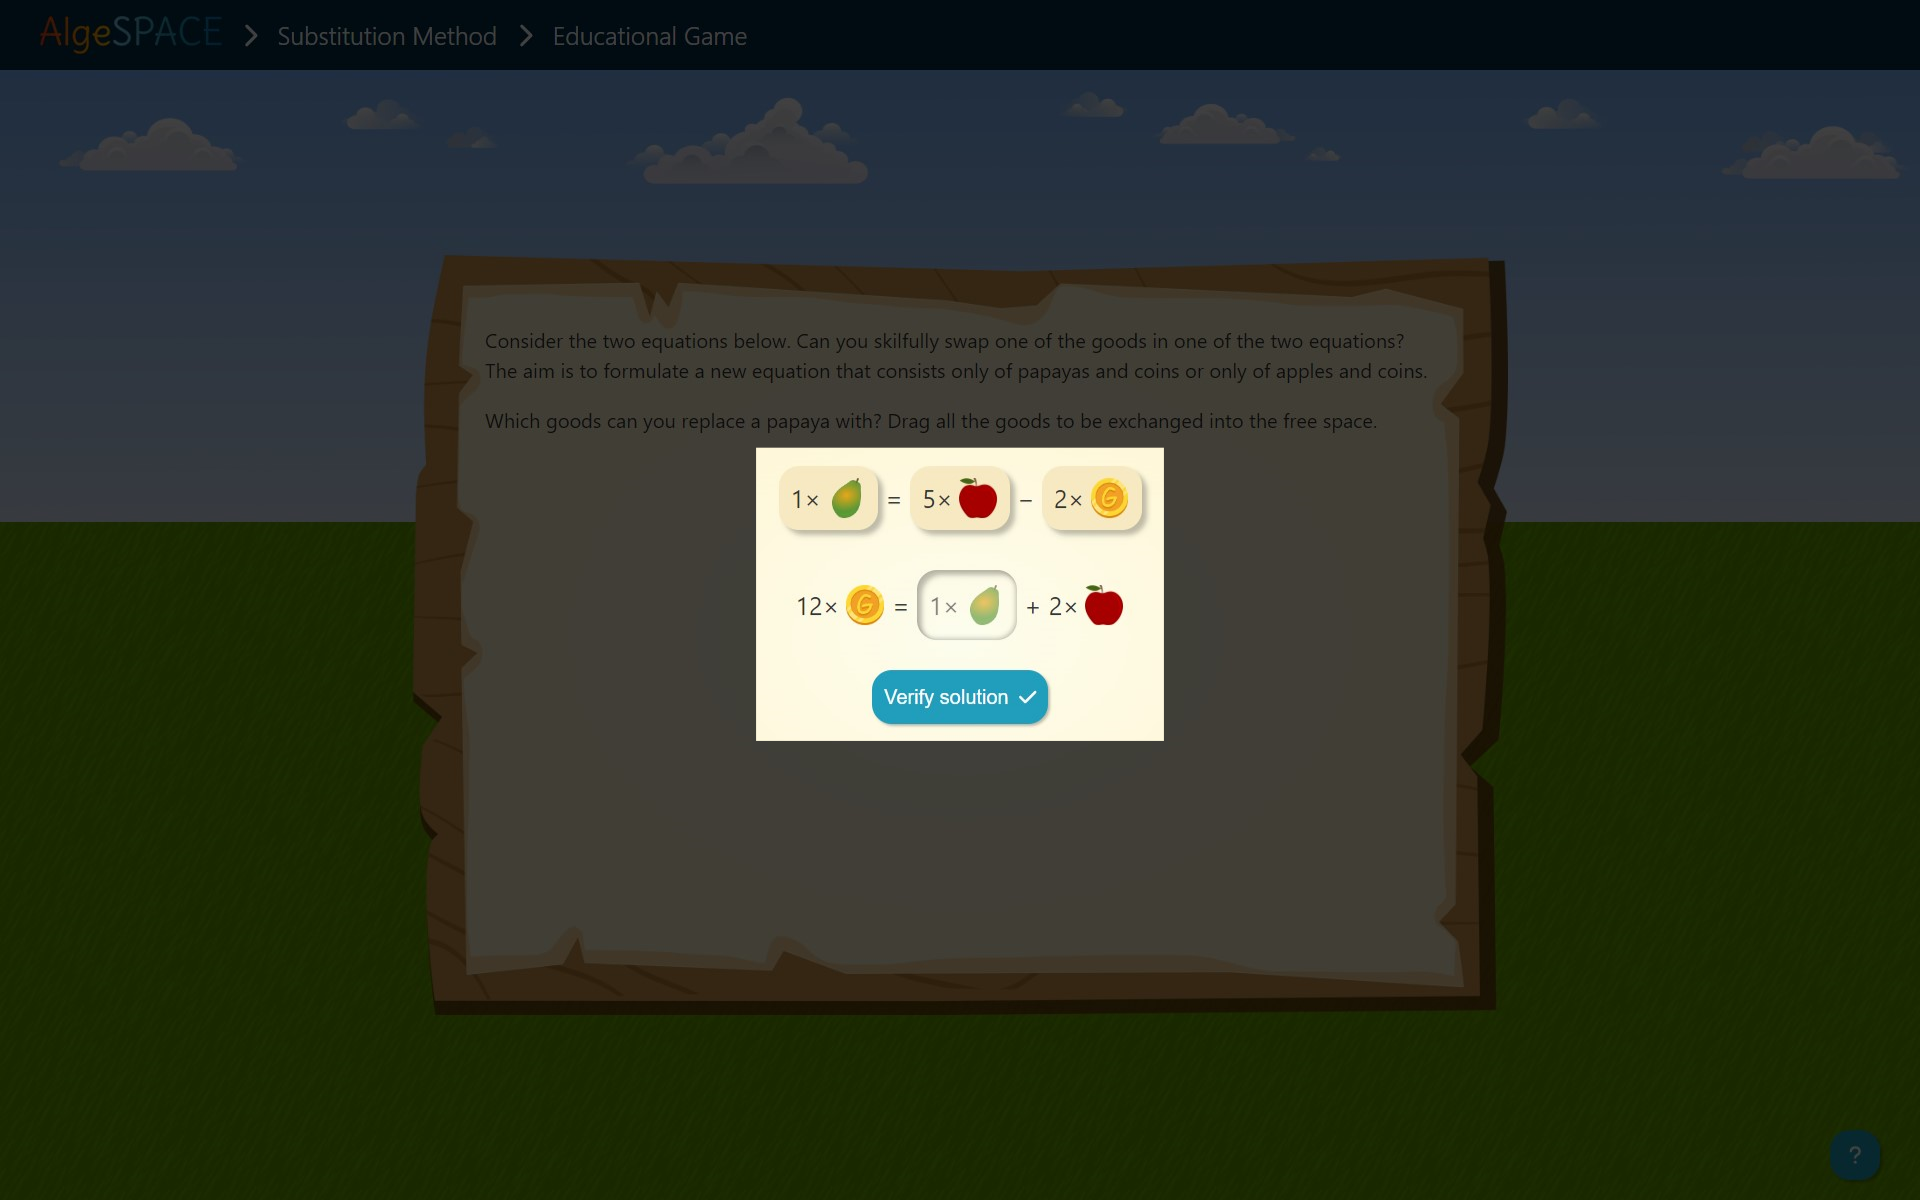 AlgeSPACE > Substitution Method > Educational Game
Consider the two equations below. Can you skilfully swap one of the goods in one of the two equations?
The aim is to formulate a new equation that consists only of papayas and coins or only of apples and coins.
Which goods can you replace a papaya with? Drag all the goods to be exchanged into the free space.
1× = 5× − 2× G
12× G = 1× + 2×
Verify solution
?